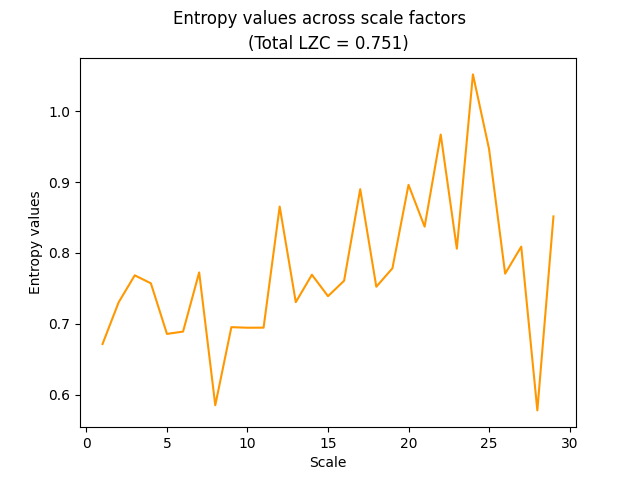 Entropy values across scale factors
(Total LZC = 0.751)
1.0
0.9
0.8
0.7
0.6
Entropy values
0 5 10 15 20 25 30
Scale